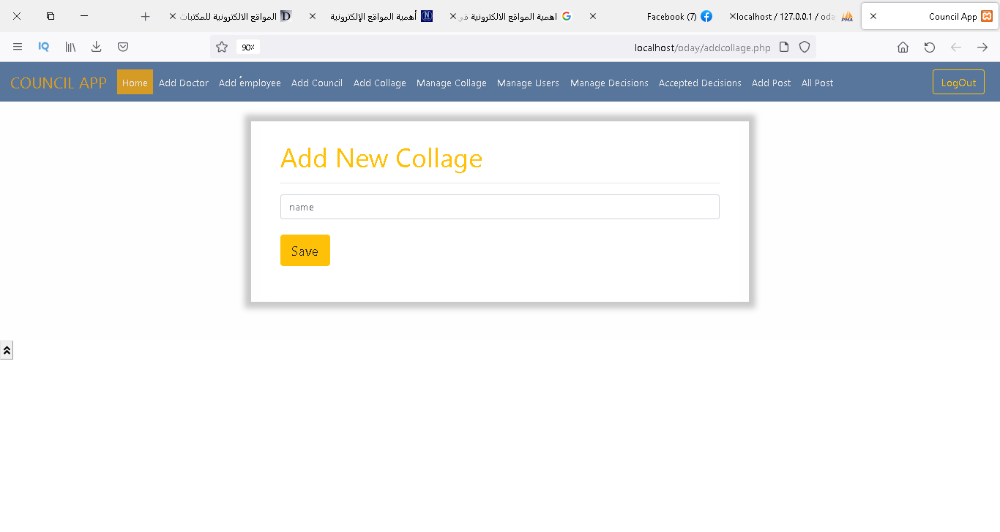 المواقع الالكترونية للمكتبات
أهمية المواقع الإلكترونية
اهمية المواقع الالكترونية في
Facebook (7)
localhost / 127.0.0.1 / oda
Council App
IQ
90٪
localhost/oday/addcollage.php
COUNCIL APP
Home
Add Doctor
Add employee
Add Council
Add Collage
Manage Collage
Manage Users
Manage Decisions
Accepted Decisions
Add Post
All Post
LogOut
Add New Collage
name
Save